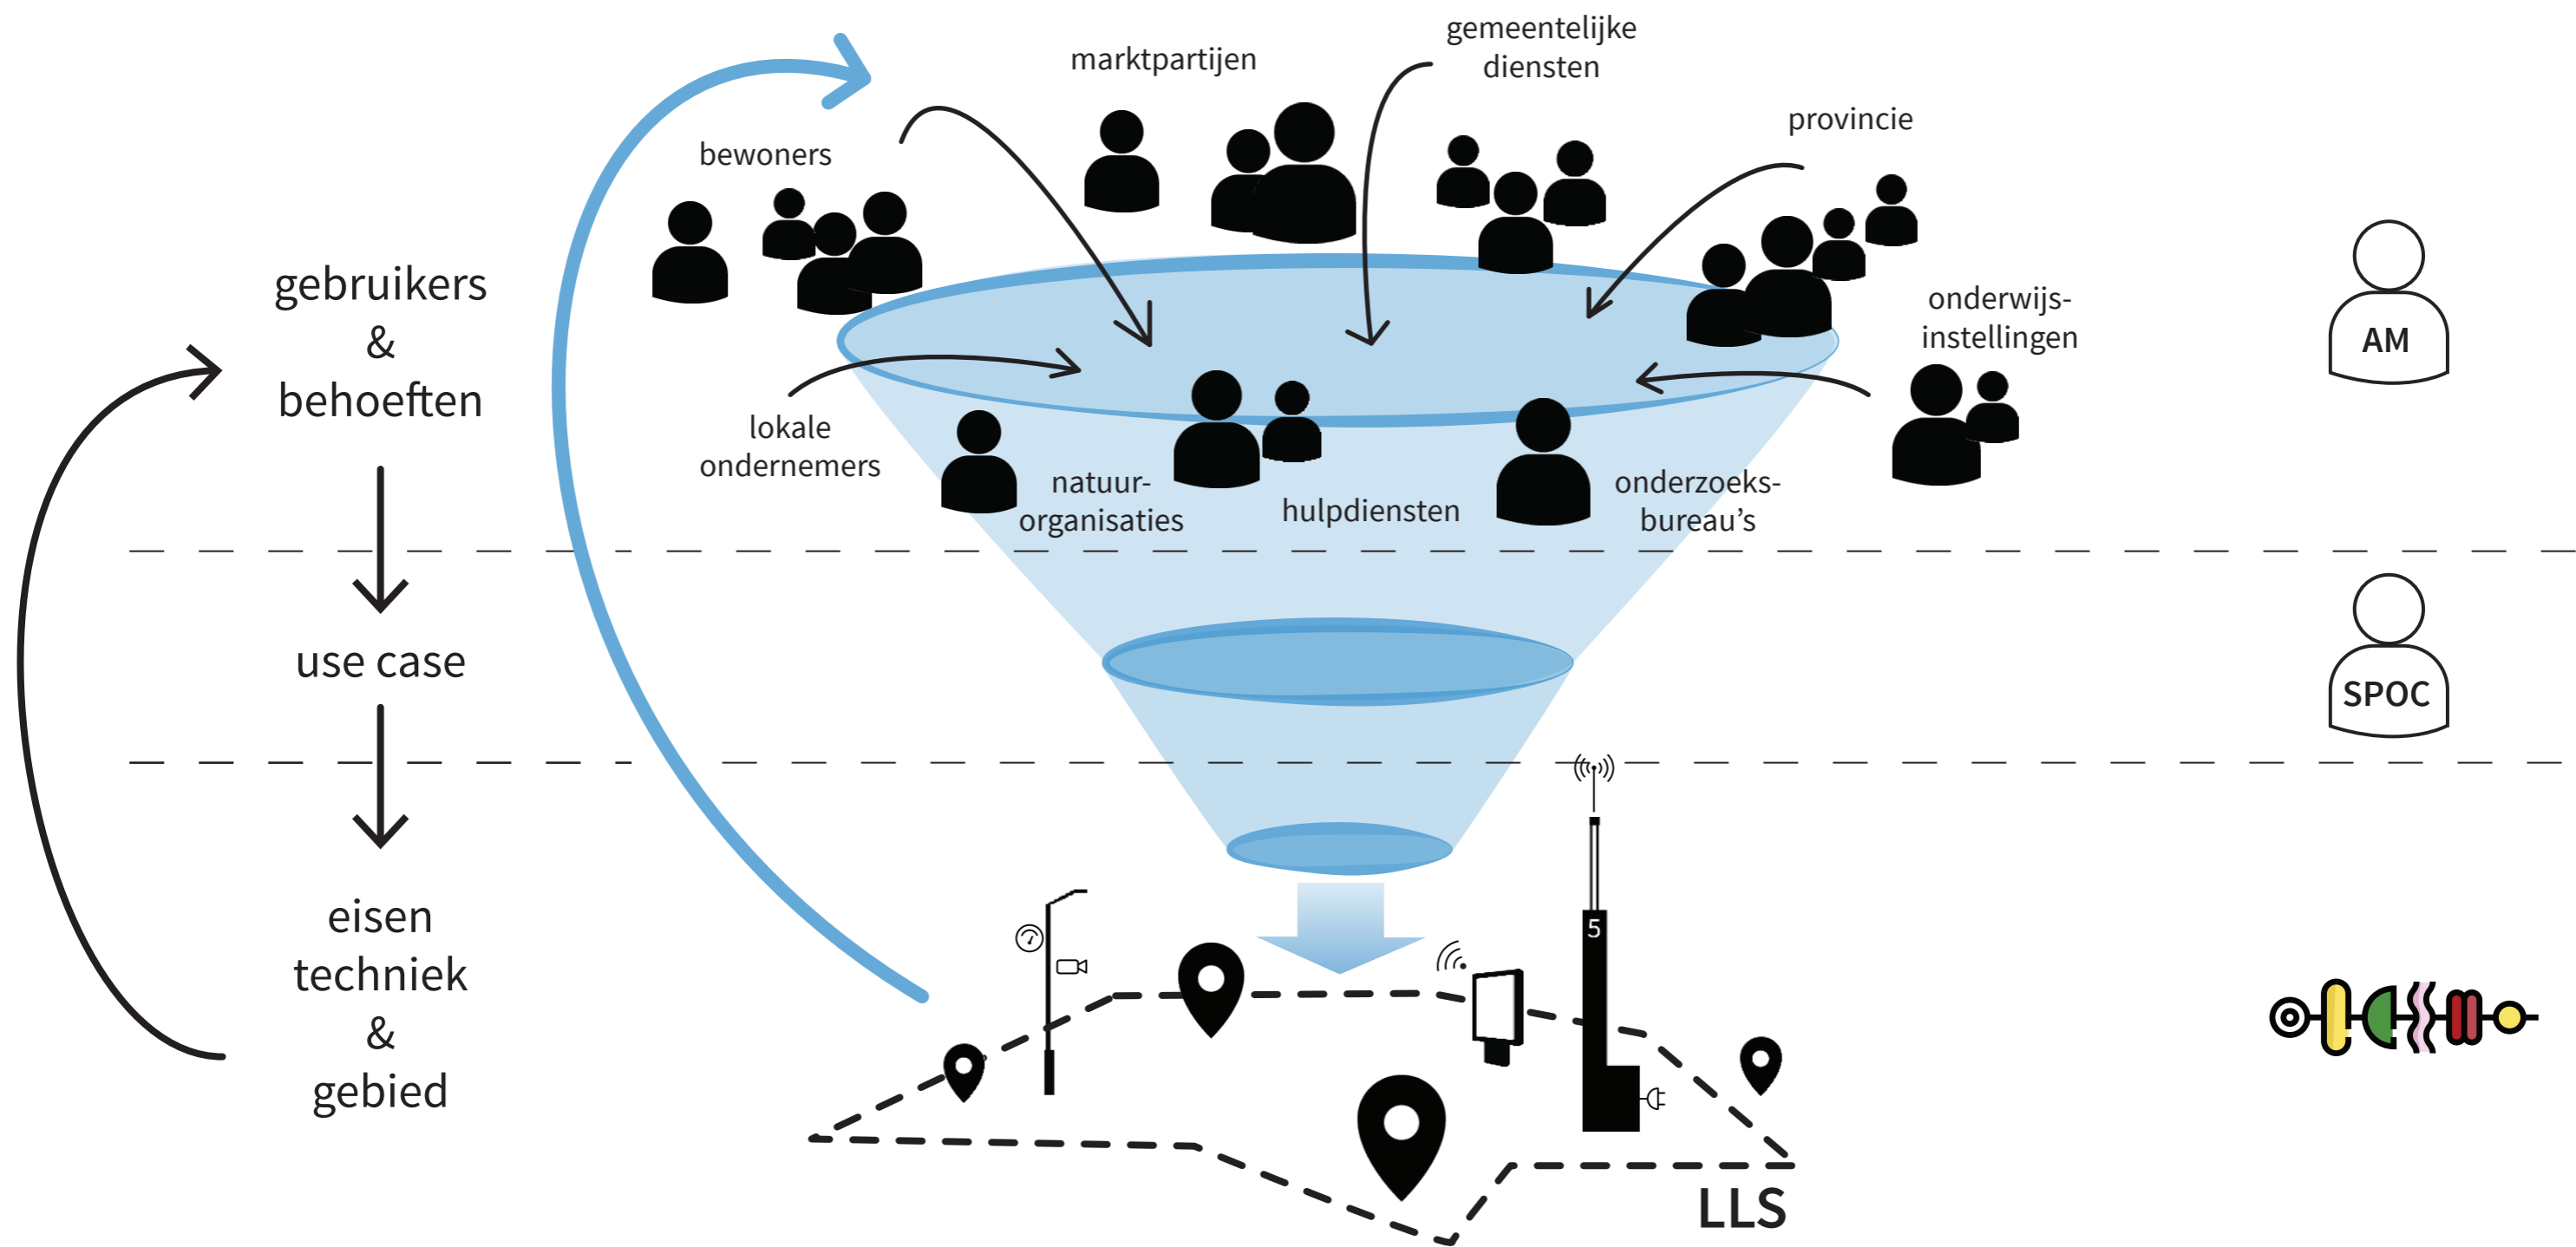 gemeentelijke
diensten
marktpartijen
provincie
bewoners
onderwijs-
instellingen
gebruikers
&
behoeften
AM
lokale
ondernemers
natuur-
organisaties
hulpdiensten
onderzoeks-
bureau’s
use case
SPOC
eisen
techniek
&
gebied
5
LLS